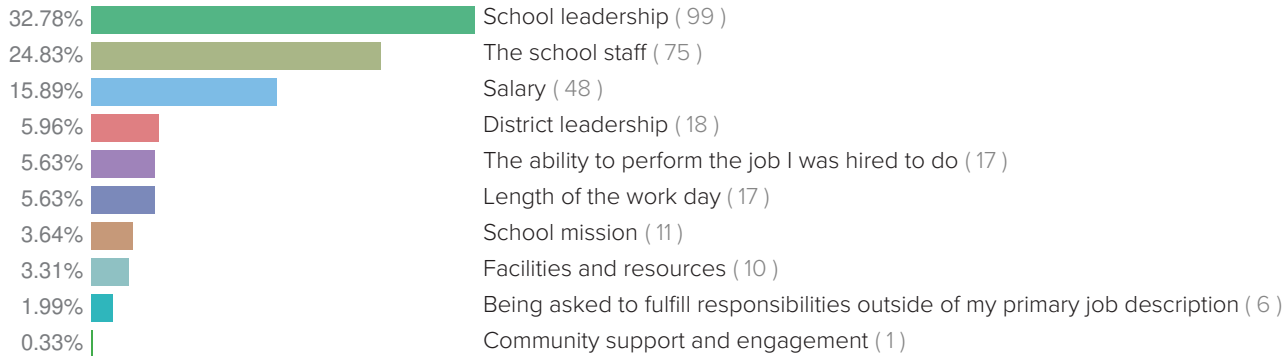 32.78% School leadership ( 99 )
24.83% The school staff ( 75 )
15.89% Salary ( 48 )
5.96% District leadership ( 18 )
5.63% The ability to perform the job I was hired to do ( 17 )
5.63% Length of the work day ( 17 )
3.64% School mission ( 11 )
3.31% Facilities and resources ( 10 )
1.99% Being asked to fulfill responsibilities outside of my primary job description ( 6 )
0.33% Community support and engagement ( 1 )